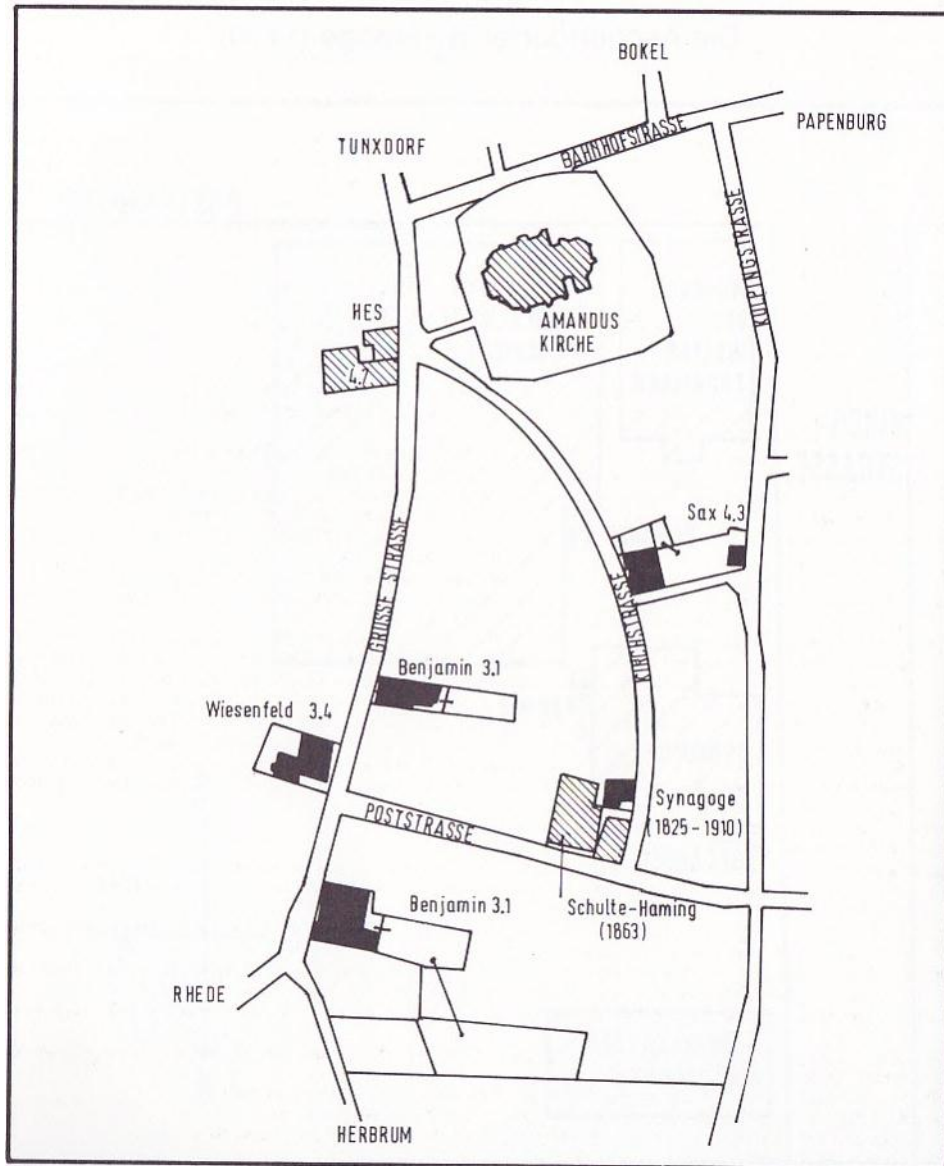 BOKEL
PAPENBURG
BAHNHOFSTRASSE
TUNXDORF
KOLPINGSTRASSE
HES
4.7
AMANDUS
KIRCHE
Sax 4.3
GROSSE STRASSE
KIRCHSTRASSE
Benjamin 3.1
Wiesenfeld 3.4
Synagoge
(1825-1910)
POSTSTRASSE
Benjamin 3.1
Schulte-Haming
(1863)
RHEDE
HERBRUM